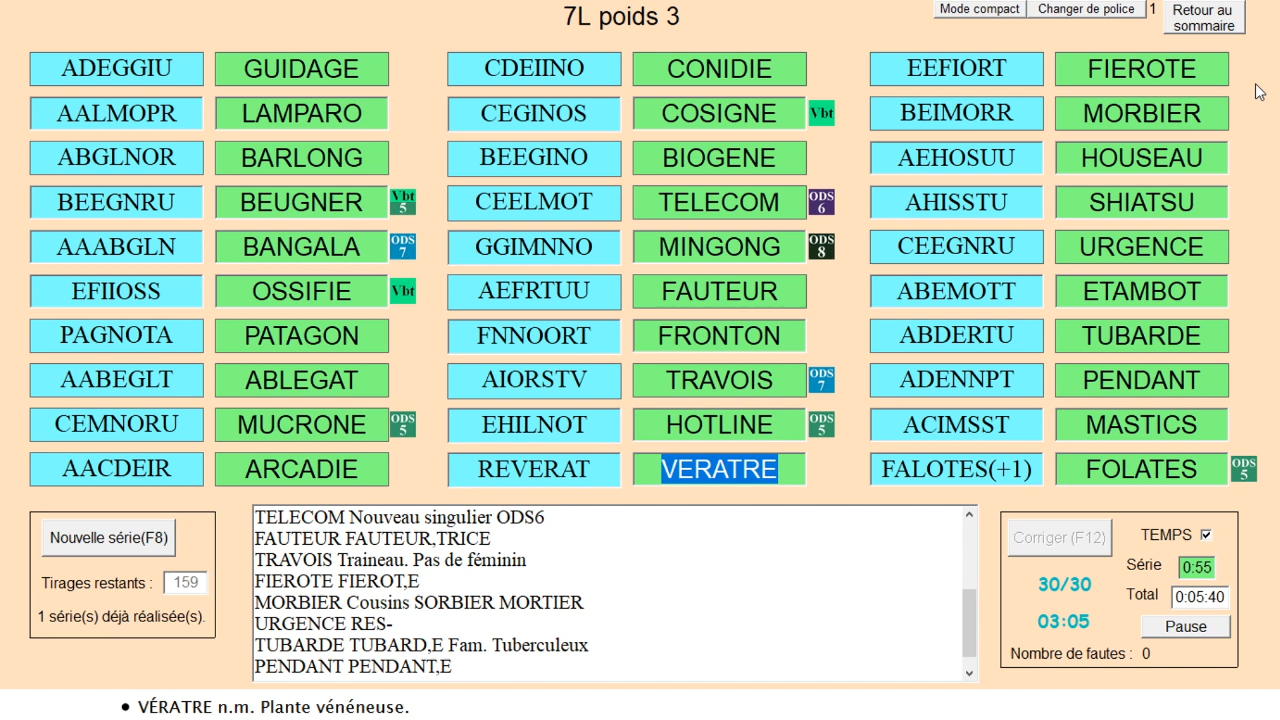 7L poids 3
Mode compact Changer de police 1 Retour au sommaire
ADEGGIU GUIDAGE CDEIINO CONIDIE EEFIORT FIEROTE
AALMOPR LAMPARO CEGINOS COSIGNE Vbt BEIMORR MORBIER
ABGLNOR BARLONG BEEGINO BIOGENE AEHOSUU HOUSEAU
BEEGNRU BEUGNER Vbt 5 CEELMOT TELECOM ODS 6 AHISSTU SHIATSU
AAABGLN BANGALA ODS 7 GGIMNNO MINGONG ODS 8 CEEGNRU URGENCE
EFIIOSS OSSIFIE Vbt AEFRTUU FAUTEUR ABEMOTT ETAMBOT
PAGNOTA PATAGON FNNOORT FRONTON ABDERTU TUBARDE
AABEGLT ABLEGAT AIORSTV TRAVOIS ODS 7 ADENNPT PENDANT
CEMNORU MUCRONE ODS 5 EHILNOT HOTLINE ODS 5 ACIMSST MASTICS
AACDEIR ARCADIE REVERAT VERATRE FALOTES(+1) FOLATES ODS 5
Nouvelle série(F8)
Tirages restants : 159
1 série(s) déjà réalisée(s).
TELECOM Nouveau singulier ODS6
FAUTEUR FAUTEUR,TRICE
TRAVOIS Traineau. Pas de féminin
FIEROTE FIEROT,E
MORBIER Cousins SORBIER MORTIER
URGENCE RES-
TUBARDE TUBARD,E Fam. Tuberculeux
PENDANT PENDANT,E
Corriger (F12) TEMPS
Série 0:55
30/30 Total 0:05:40
03:05 Pause
Nombre de fautes : 0
• VÉRATRE n.m. Plante vénéneuse.